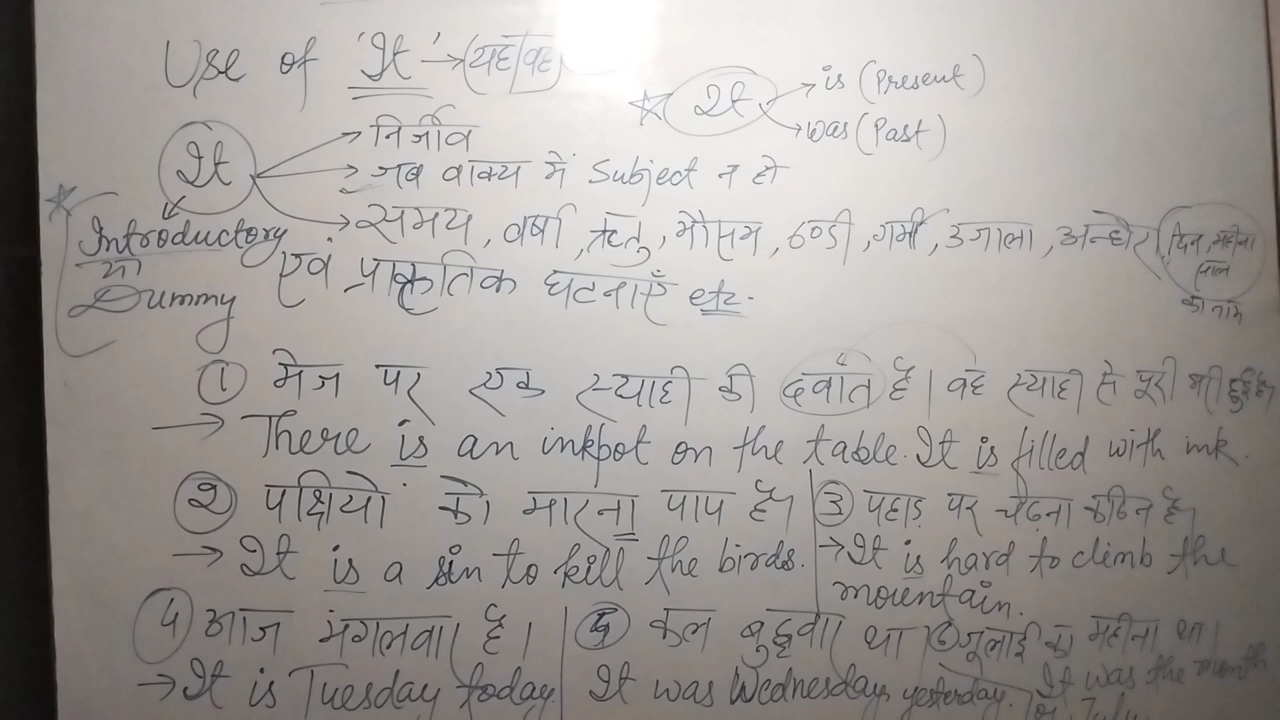 Use of 'It' → (यह/वह)
★ It → is (Present)
→ was (Past)
It → निर्जीव
→ जब वाक्य में Subject न हो
→ समय, वर्षा, ऋतु, मौसम, ठण्डी, गर्मी, उजाला, अन्धेरा, दिन, महीना
साल
का नाम
★ Introductory
या
Dummy
एवं प्राकृतिक घटनाएँ etc.
① मेज पर एक स्याही की दवात है। वह स्याही से पूरी भरी हुई है।
→ There is an inkpot on the table. It is filled with ink.
② पक्षियों को मारना पाप है।
→ It is a sin to kill the birds.
③ पहाड़ पर चढ़ना कठिन है।
→ It is hard to climb the
mountain.
④ आज मंगलवार है।
→ It is Tuesday today.
⑤ कल बुद्धवार था
It was Wednesday yesterday.
⑥ जूलाई का महीना था।
It was the month
of July